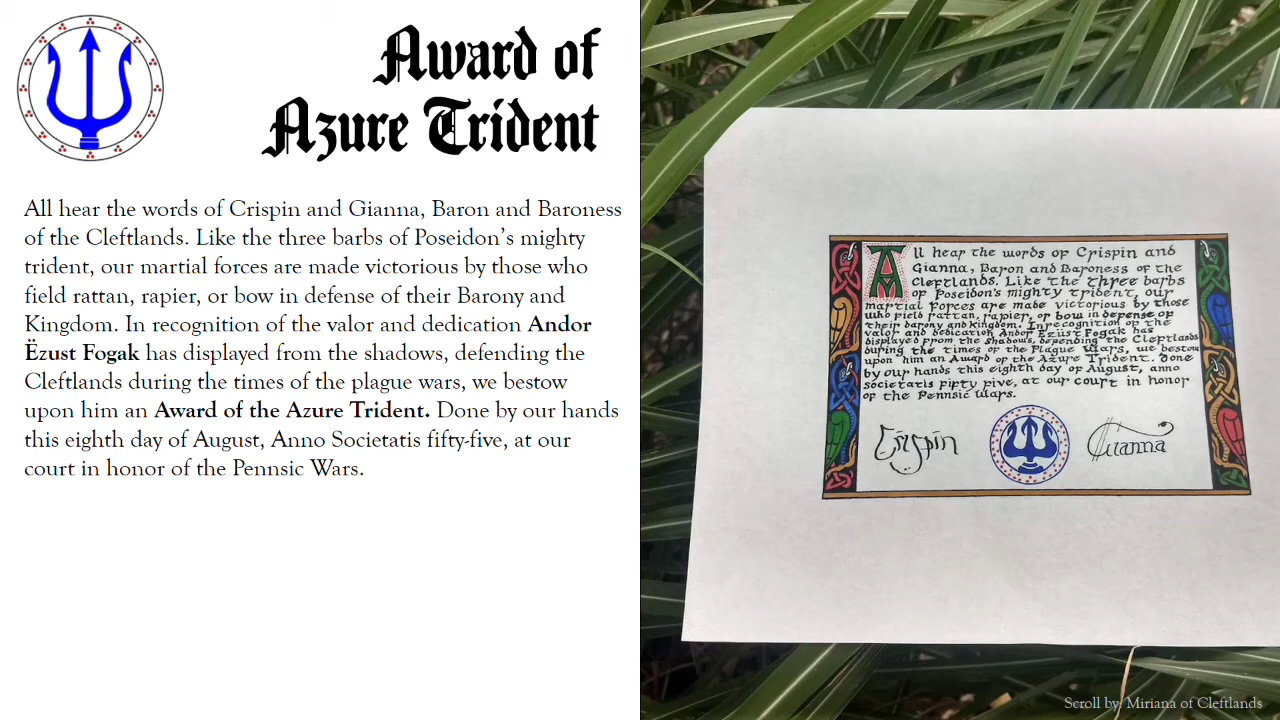 Award of
Azure Trident
All hear the words of Crispin and Gianna, Baron and Baroness
of the Cleftlands. Like the three barbs of Poseidon's mighty
trident, our martial forces are made victorious by those who
field rattan, rapier, or bow in defense of their Barony and
Kingdom. In recognition of the valor and dedication Andor
Ëzust Fogak has displayed from the shadows, defending the
Cleftlands during the times of the plague wars, we bestow
upon him an Award of the Azure Trident. Done by our hands
this eighth day of August, Anno Societatis fifty-five, at our
court in honor of the Pennsic Wars.
All hear the words of Crispin and
Gianna, Baron and Baroness of the
Cleftlands. Like the three barbs
of Poseidon's mighty trident, our
martial forces are made victorious by those
who field rattan, rapier, or bow in defense of
their barony and kingdom. In recognition of the
valor and dedication Andor Ezüst Fogak has
displayed from the shadows, defending the Cleftlands
during the times of the Plague Wars, we bestow
upon him an Award of the Azure Trident. Done
by our hands this eighth day of August, anno
societatis fifty five, at our court in honor
of the Pennsic Wars.
Crispin
Gianna
Scroll by: Miriana of Cleftlands